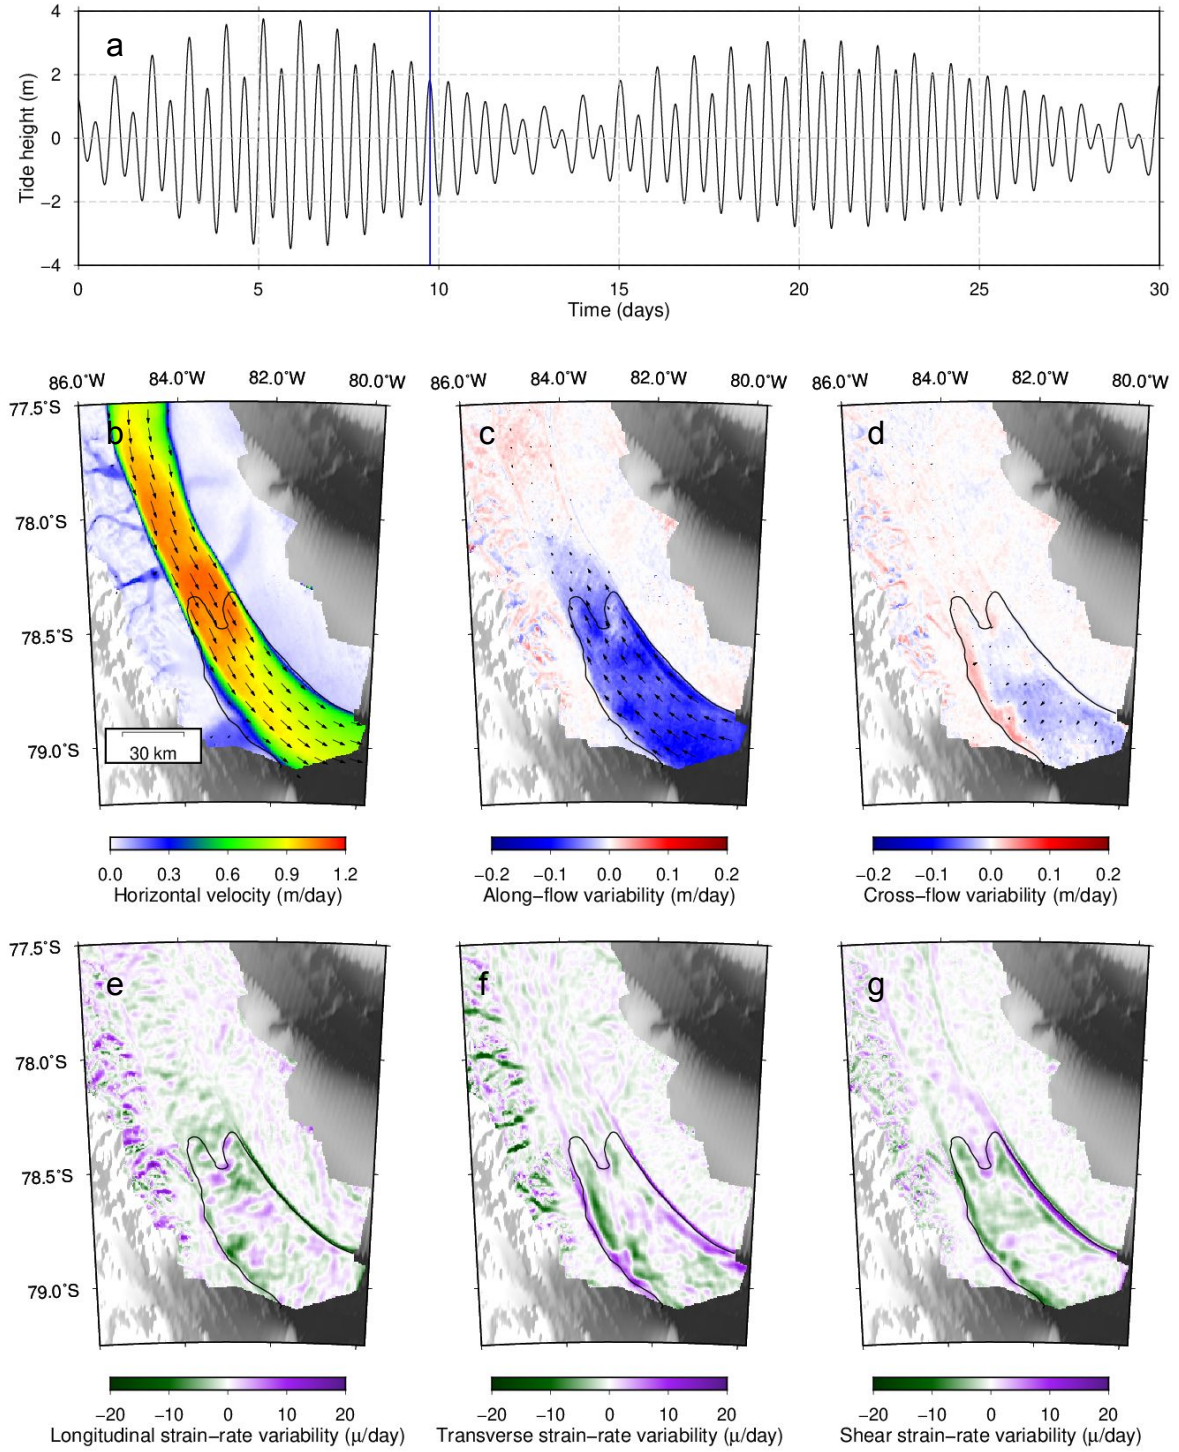 a
4
2
0
−2
−4
Tide height (m)
0 5 10 15 20 25 30
Time (days)
86.0°W 84.0°W 82.0°W 80.0°W 86.0°W 84.0°W 82.0°W 80.0°W 86.0°W 84.0°W 82.0°W 80.0°W
77.5°S
78.0°S
78.5°S
79.0°S
b c d
30 km
0.0 0.3 0.6 0.9 1.2 −0.2 −0.1 0.0 0.1 0.2 −0.2 −0.1 0.0 0.1 0.2
Horizontal velocity (m/day) Along−flow variability (m/day) Cross−flow variability (m/day)
77.5°S
78.0°S
78.5°S
79.0°S
e f g
−20 −10 0 10 20 −20 −10 0 10 20 −20 −10 0 10 20
Longitudinal strain−rate variability (μ/day) Transverse strain−rate variability (μ/day) Shear strain−rate variability (μ/day)